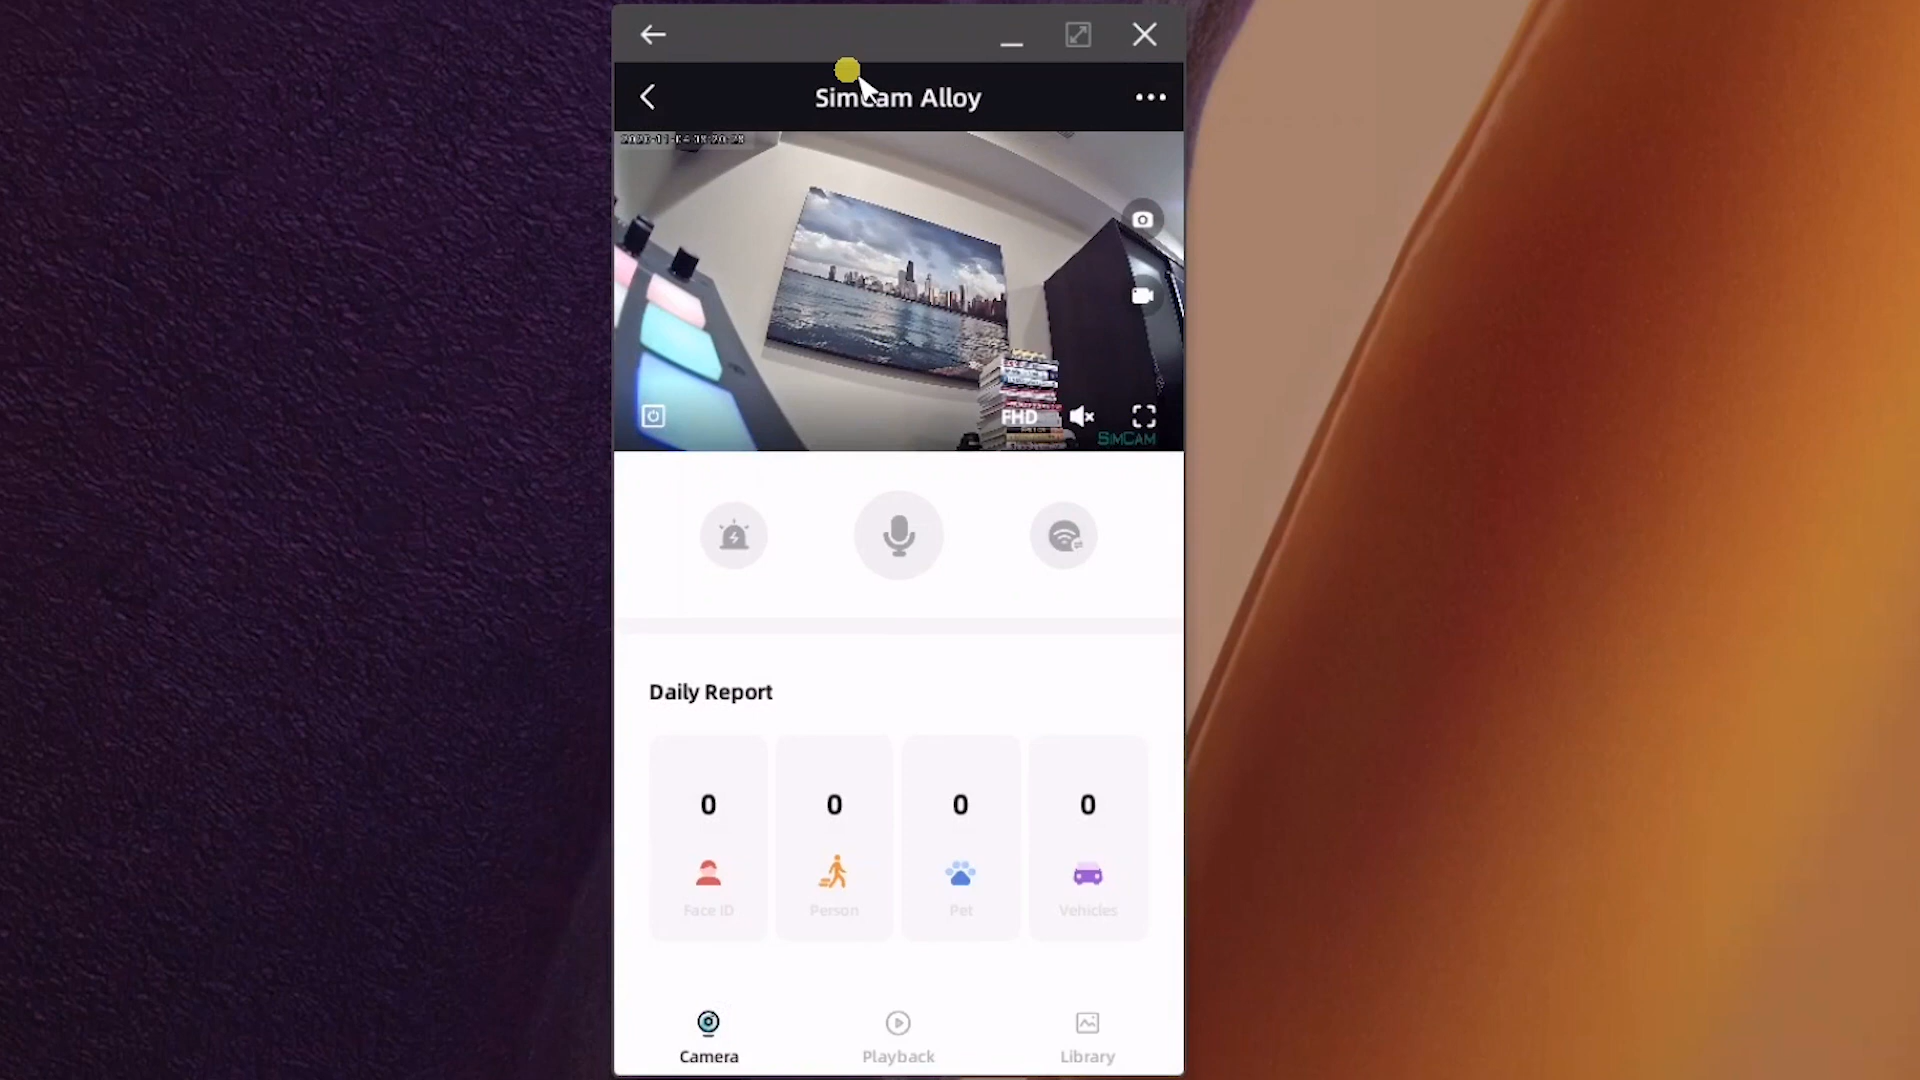 SimCam Alloy
FHD
SIMCAM
Daily Report
0
0
0
0
Face ID
Person
Pet
Vehicles
Camera
Playback
Library